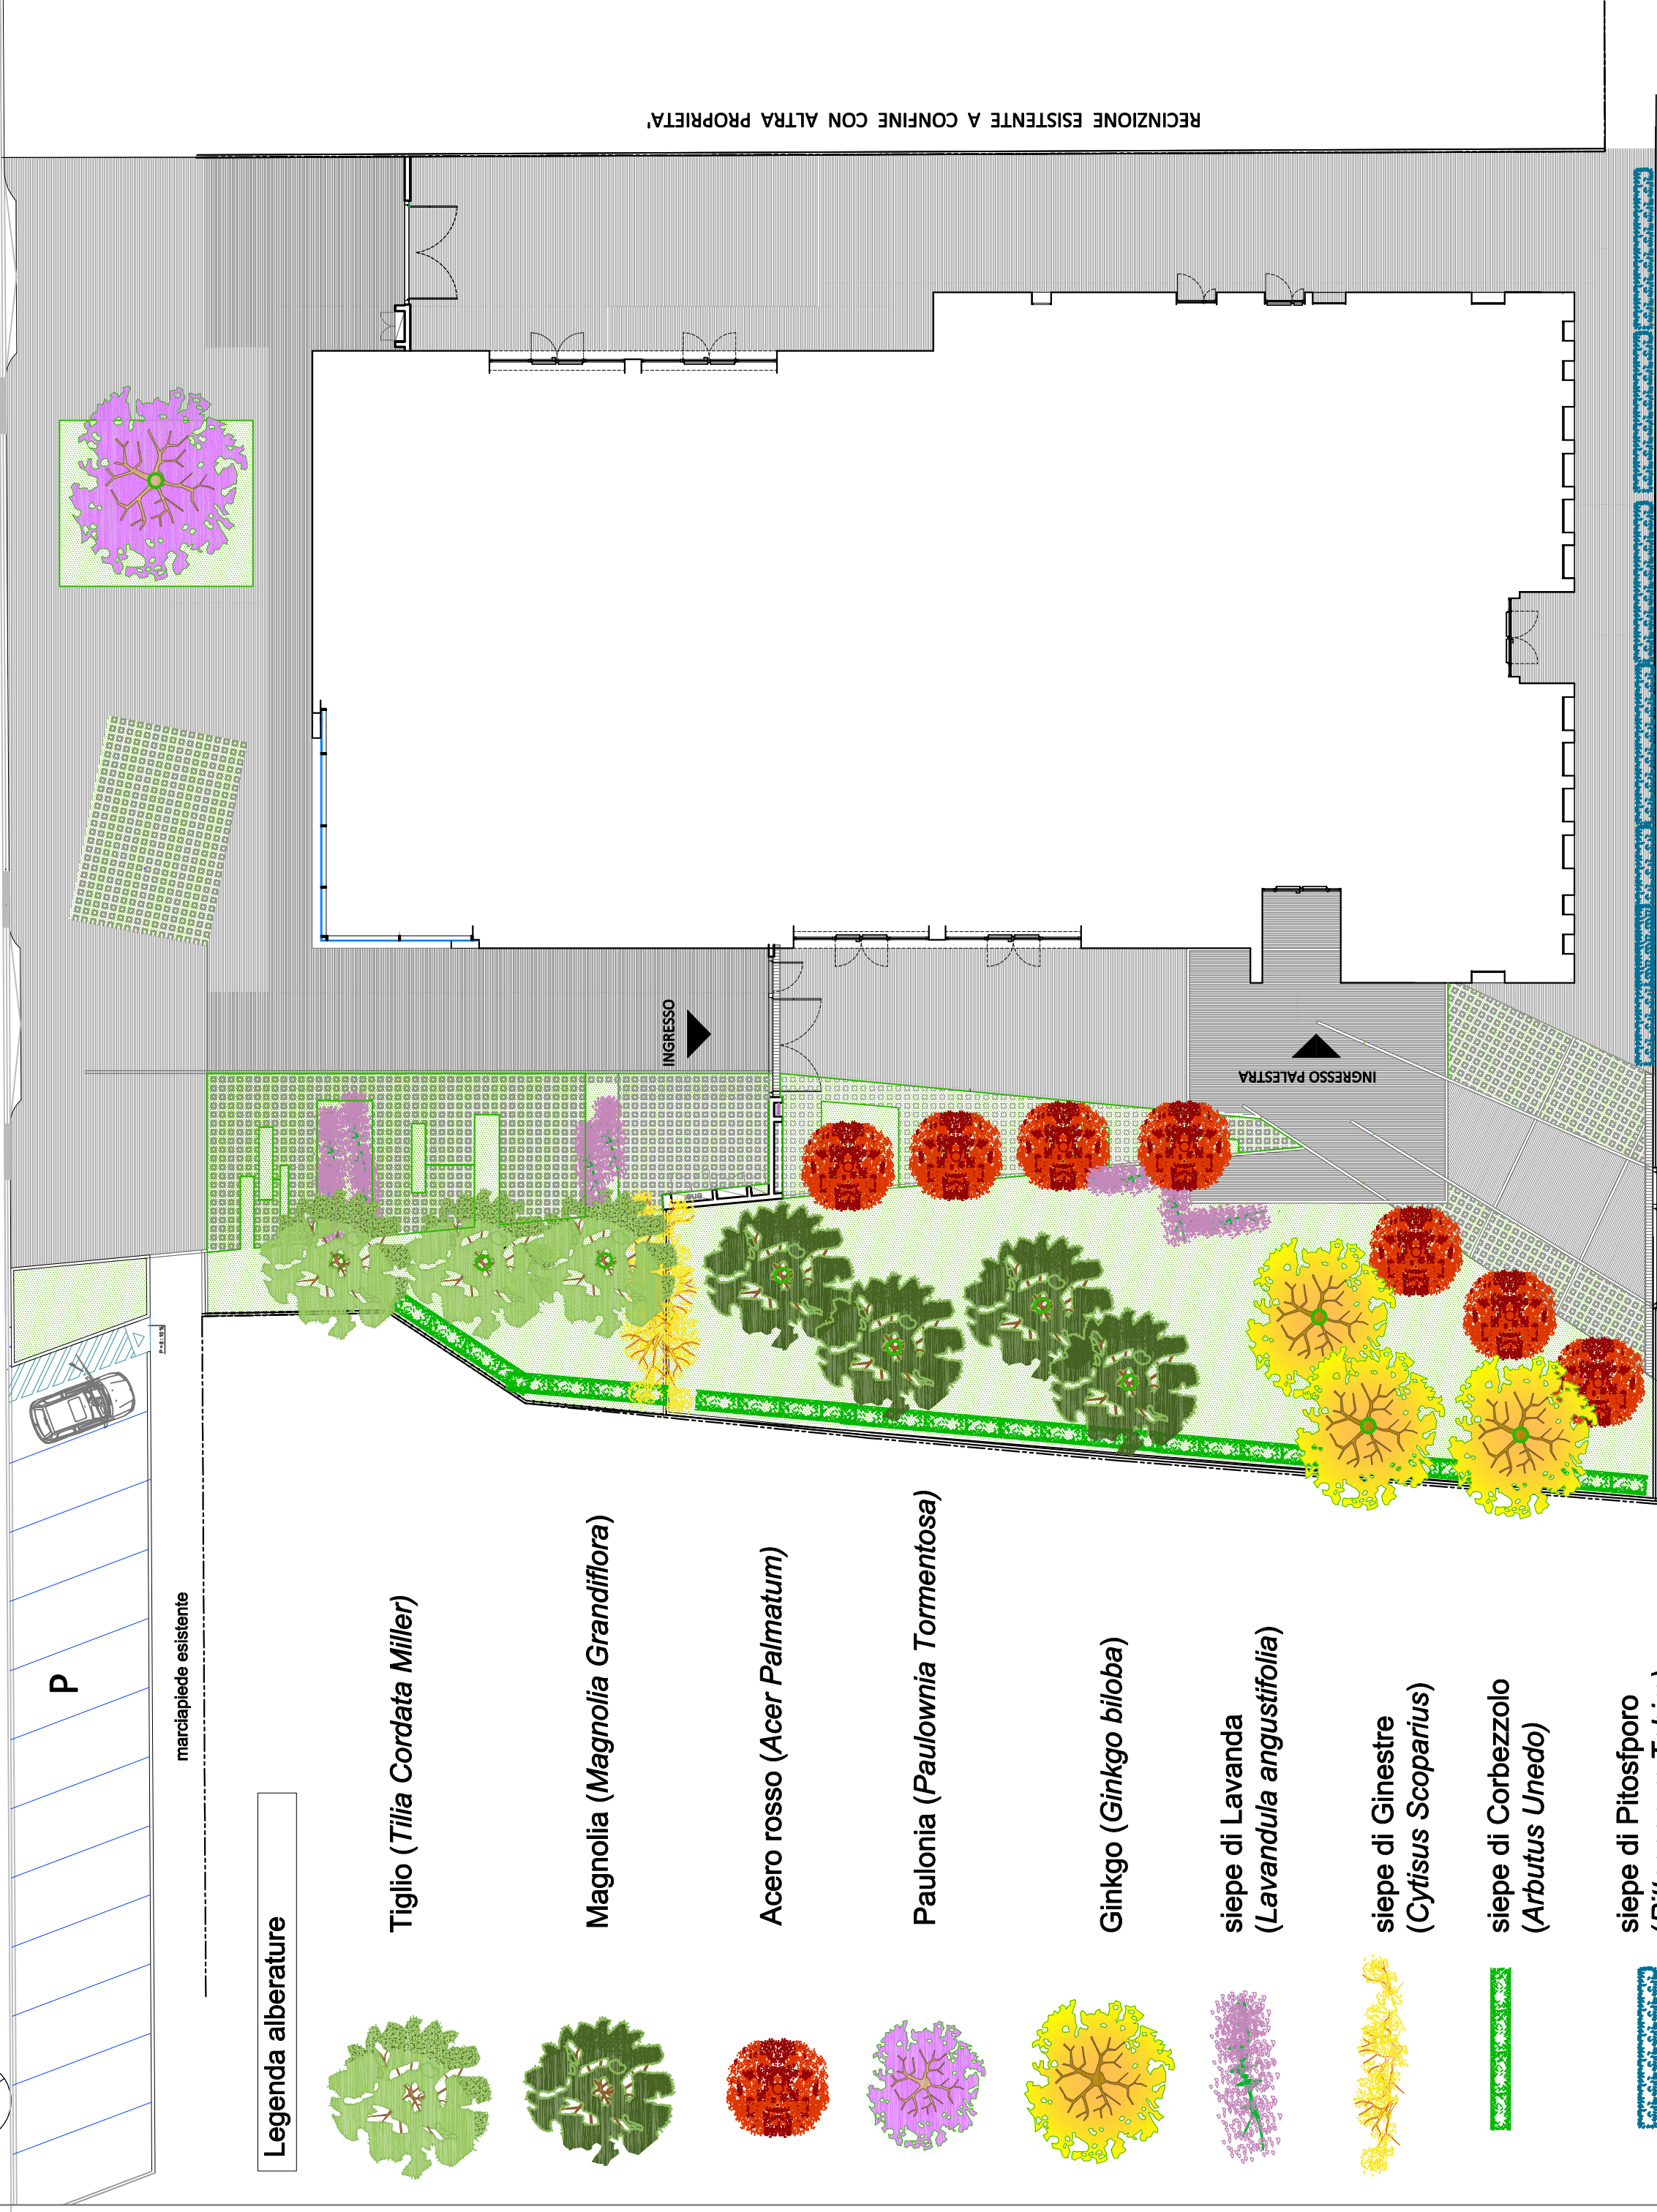 RECINZIONE ESISTENTE A CONFINE CON ALTRA PROPRIETA'
INGRESSO
INGRESSO PALESTRA
P
marciapiede esistente
Legenda alberature
Tiglio (Tilia Cordata Miller)
Magnolia (Magnolia Grandiflora)
Acero rosso (Acer Palmatum)
Paulonia (Paulownia Tormentosa)
Ginkgo (Ginkgo biloba)
siepe di Lavanda
(Lavandula angustifolia)
siepe di Ginestre
(Cytisus Scoparius)
siepe di Corbezzolo
(Arbutus Unedo)
siepe di Pitosforo